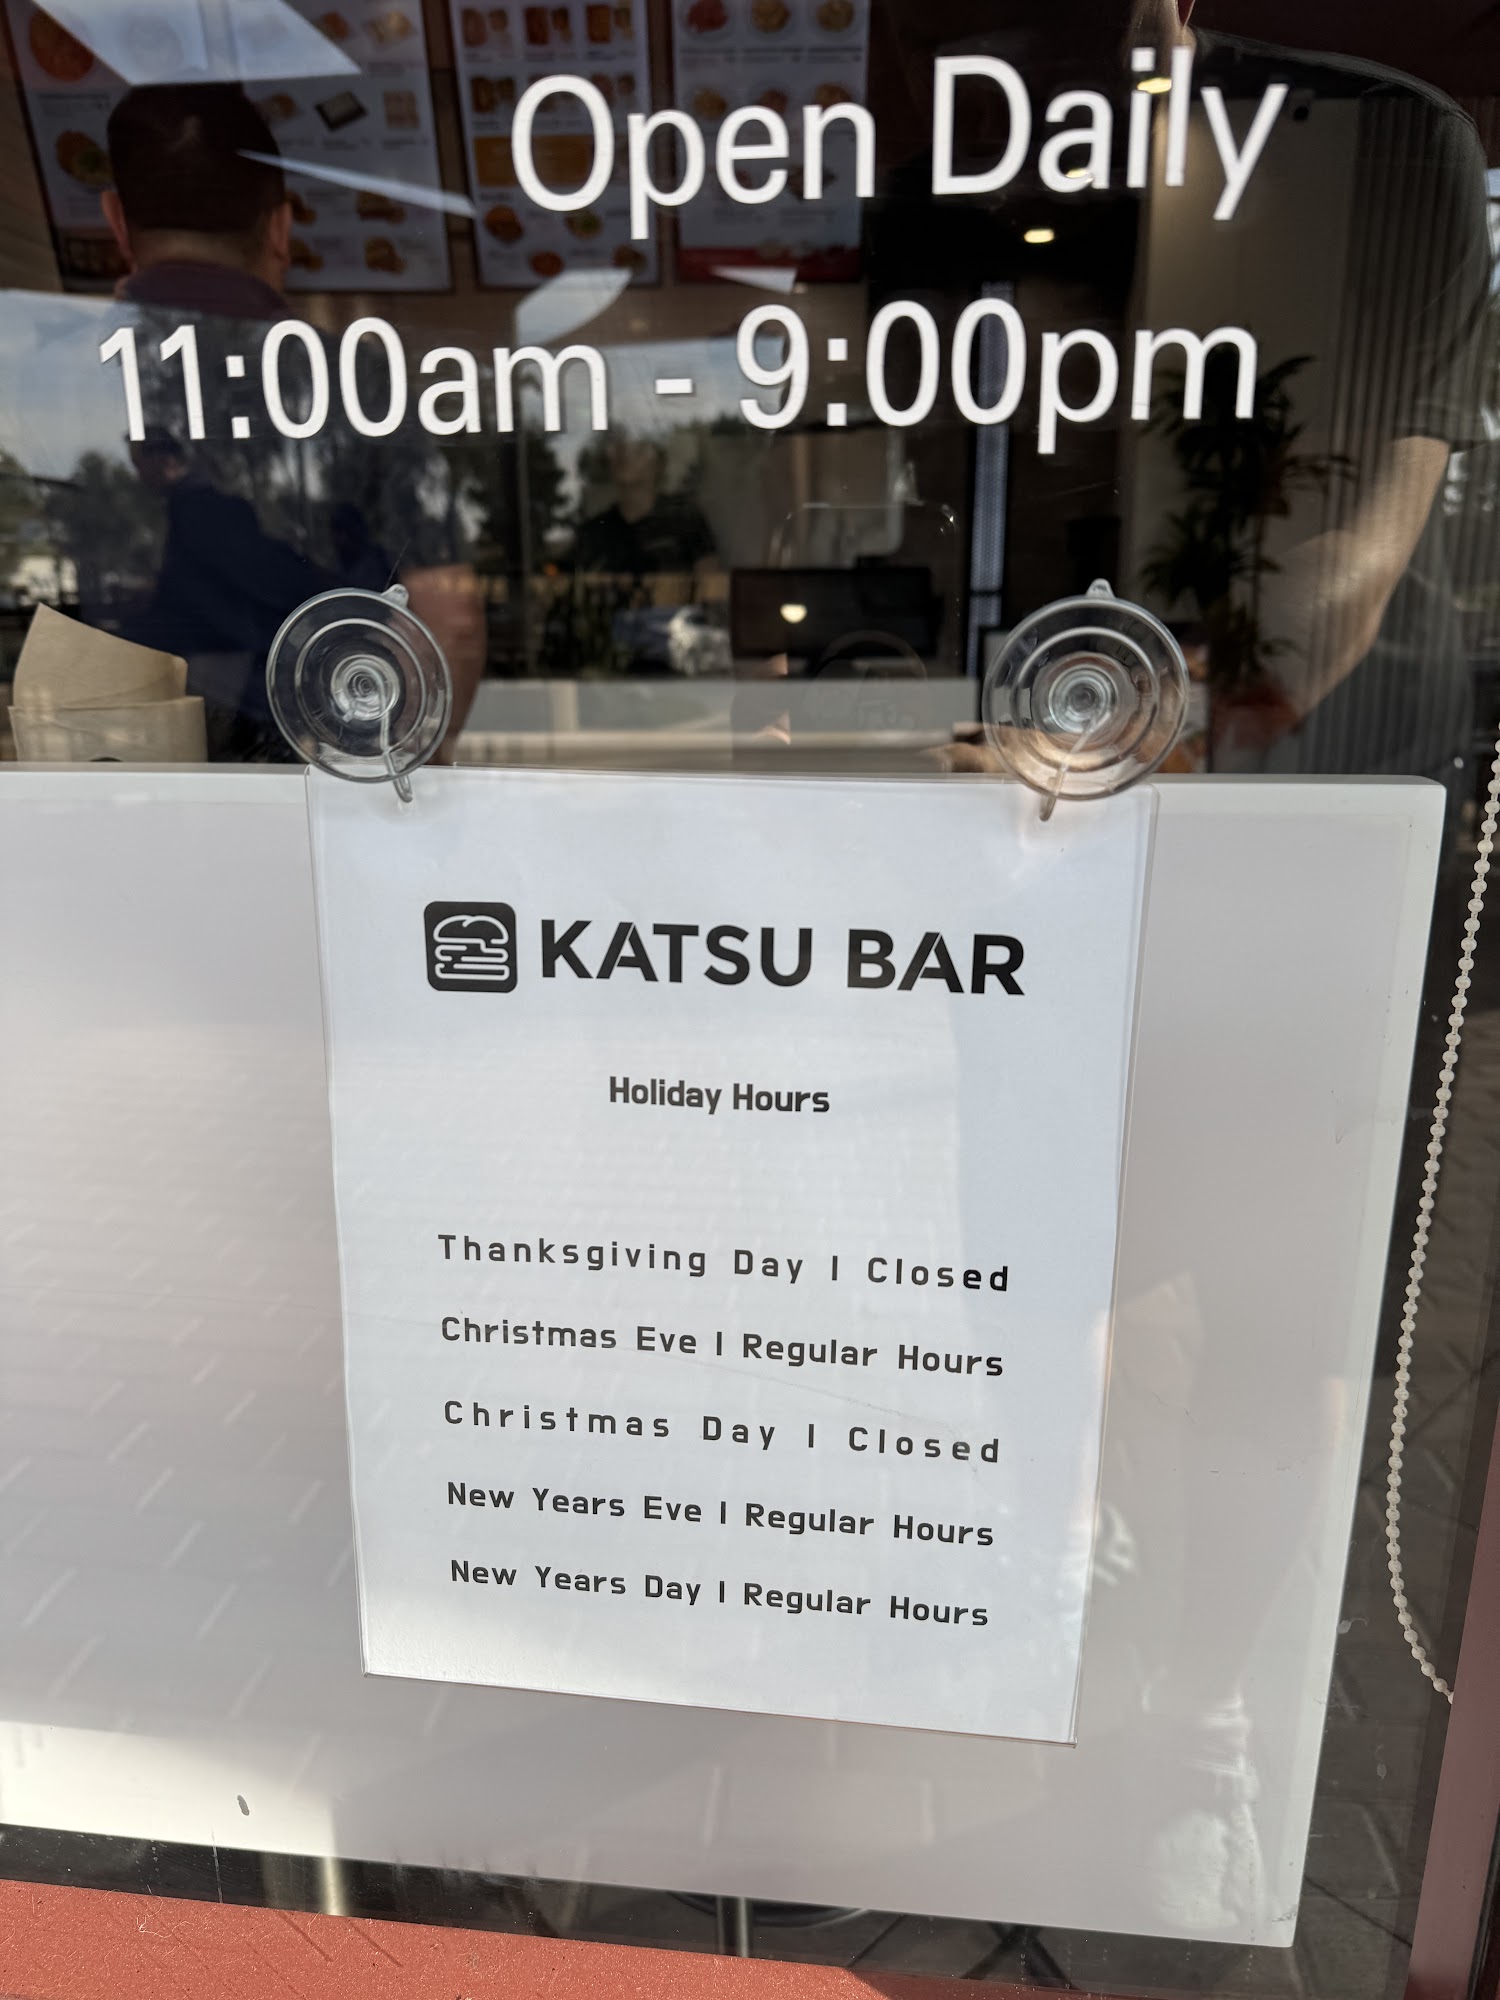 Open Daily
11:00am - 9:00pm
KATSU BAR
Holiday Hours
Thanksgiving Day | Closed
Christmas Eve | Regular Hours
Christmas Day | Closed
New Years Eve | Regular Hours
New Years Day | Regular Hours